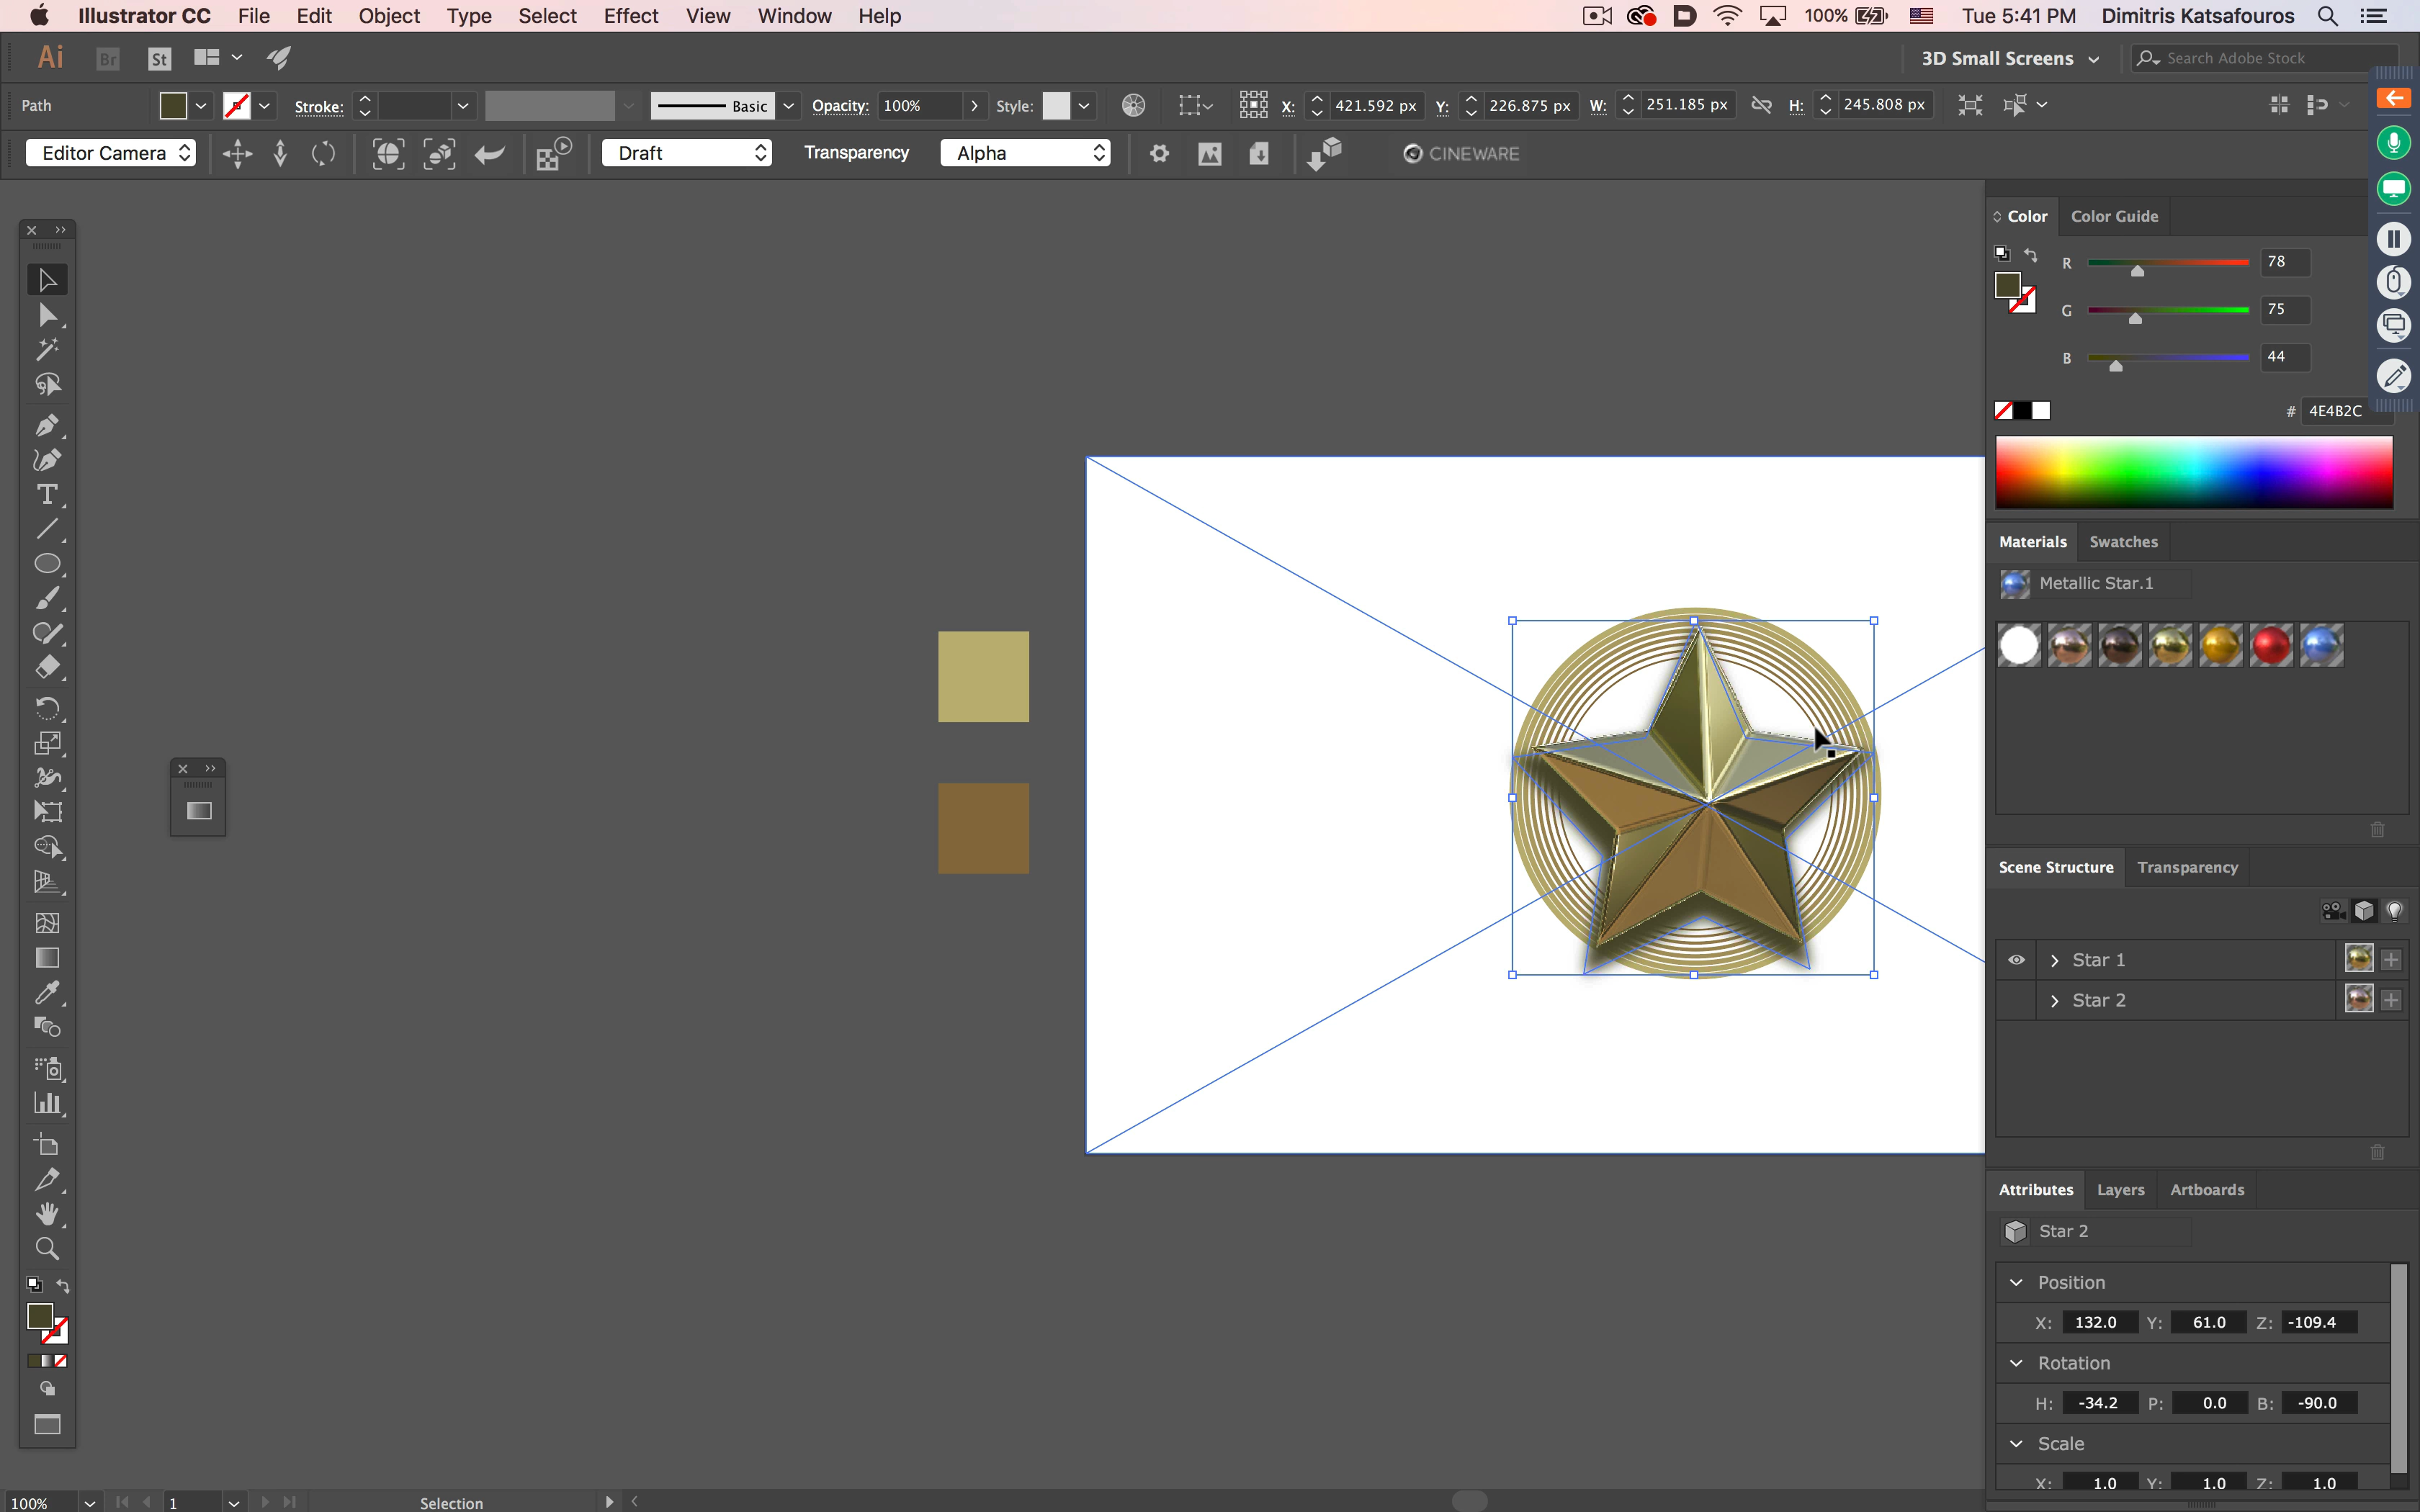 Illustrator CC File Edit Object Type Select Effect View Window Help 100% Tue 5:41 PM Dimitris Katsafouros
Ai Br St 3D Small Screens Search Adobe Stock
Path Stroke: Basic Opacity: 100% Style: X: 421.592 px Y: 226.875 px W: 251.185 px H: 245.808 px
Editor Camera Draft Transparency Alpha CINEWARE
Color Color Guide
R 78
G 75
B 44
# 4E4B2C
Materials Swatches
Metallic Star.1
Scene Structure Transparency
Star 1
Star 2
Attributes Layers Artboards
Star 2
Position
X: 132.0 Y: 61.0 Z: -109.4
Rotation
H: -34.2 P: 0.0 B: -90.0
Scale
X: 1.0 Y: 1.0 Z: 1.0
100% 1 Selection